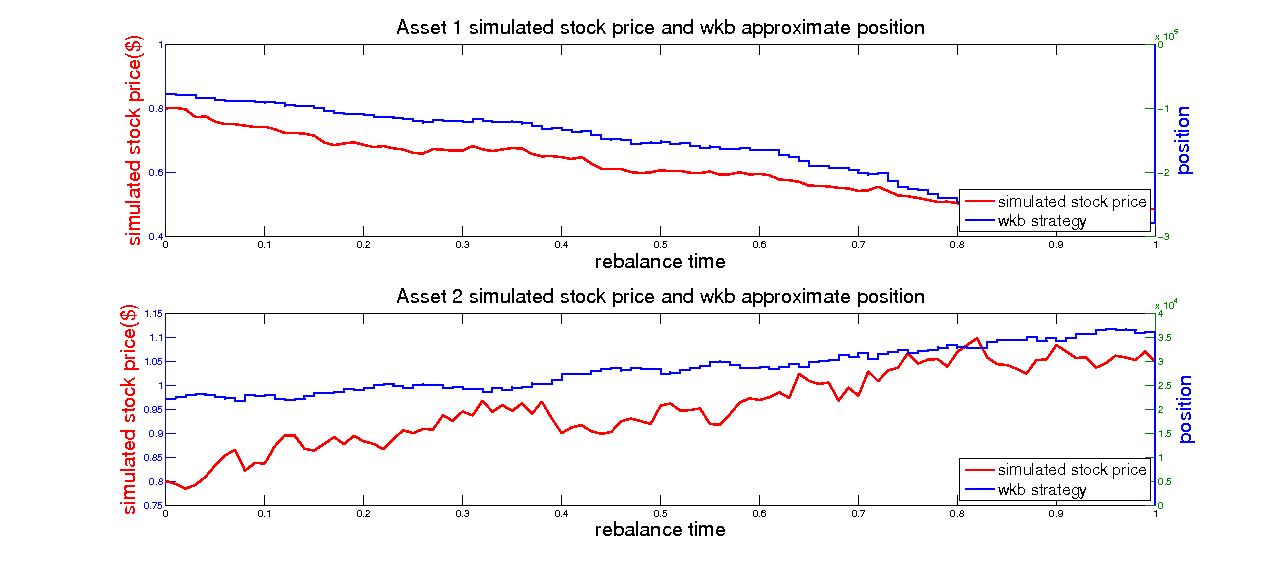 Asset 1 simulated stock price and wkb approximate position
simulated stock price($)
1
0.8
0.6
0.4
x 10^5
0
-1
-2
-3
position
simulated stock price
wkb strategy
0 0.1 0.2 0.3 0.4 0.5 0.6 0.7 0.8 0.9 1
rebalance time
Asset 2 simulated stock price and wkb approximate position
simulated stock price($)
1.15
1.1
1.05
1
0.95
0.9
0.85
0.8
0.75
x 10^4
4
3.5
3
2.5
2
1.5
1
0.5
0
position
simulated stock price
wkb strategy
0 0.1 0.2 0.3 0.4 0.5 0.6 0.7 0.8 0.9 1
rebalance time